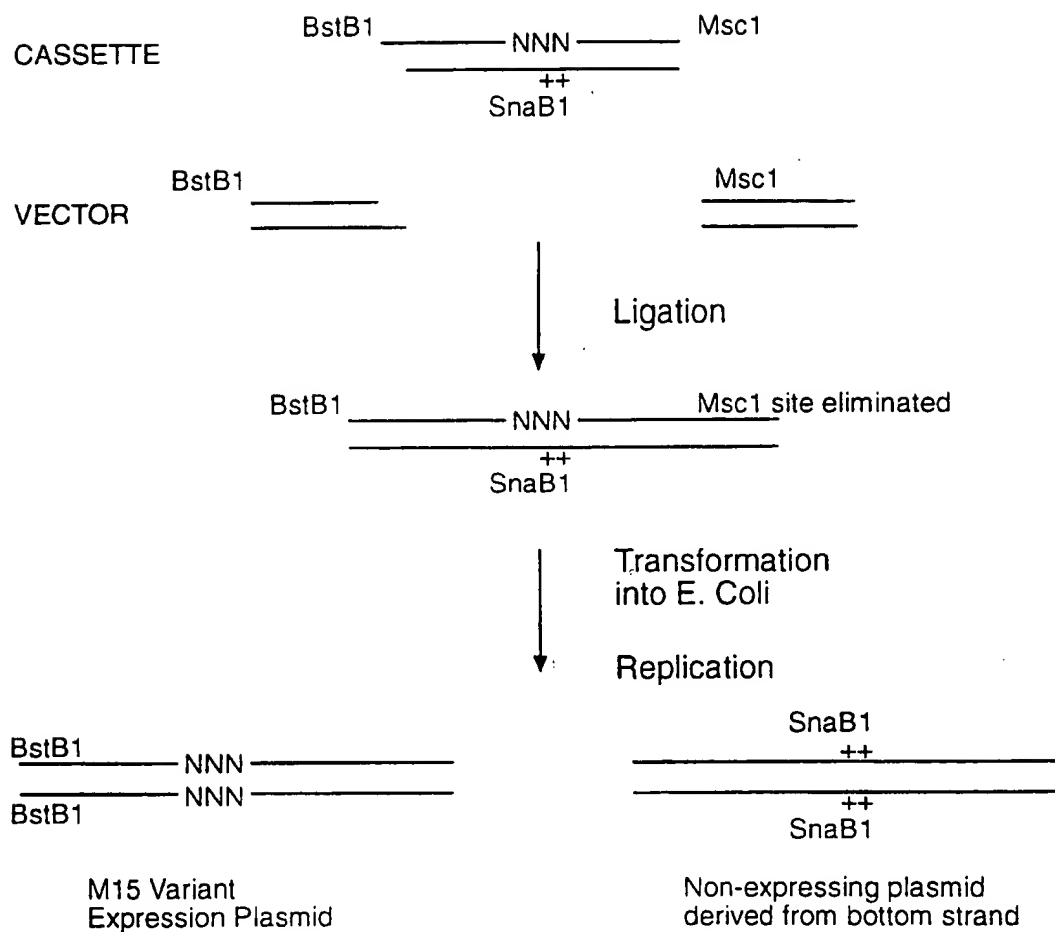 BstB1
NNN
Msc1
CASSETTE
++
SnaB1
BstB1
Msc1
VECTOR
Ligation
BstB1
NNN
Msc1 site eliminated
++
SnaB1
Transformation
into E. Coli
Replication
SnaB1
++
BstB1
NNN
NNN
BstB1
++
SnaB1
M15 Variant
Expression Plasmid
Non-expressing plasmid
derived from bottom strand